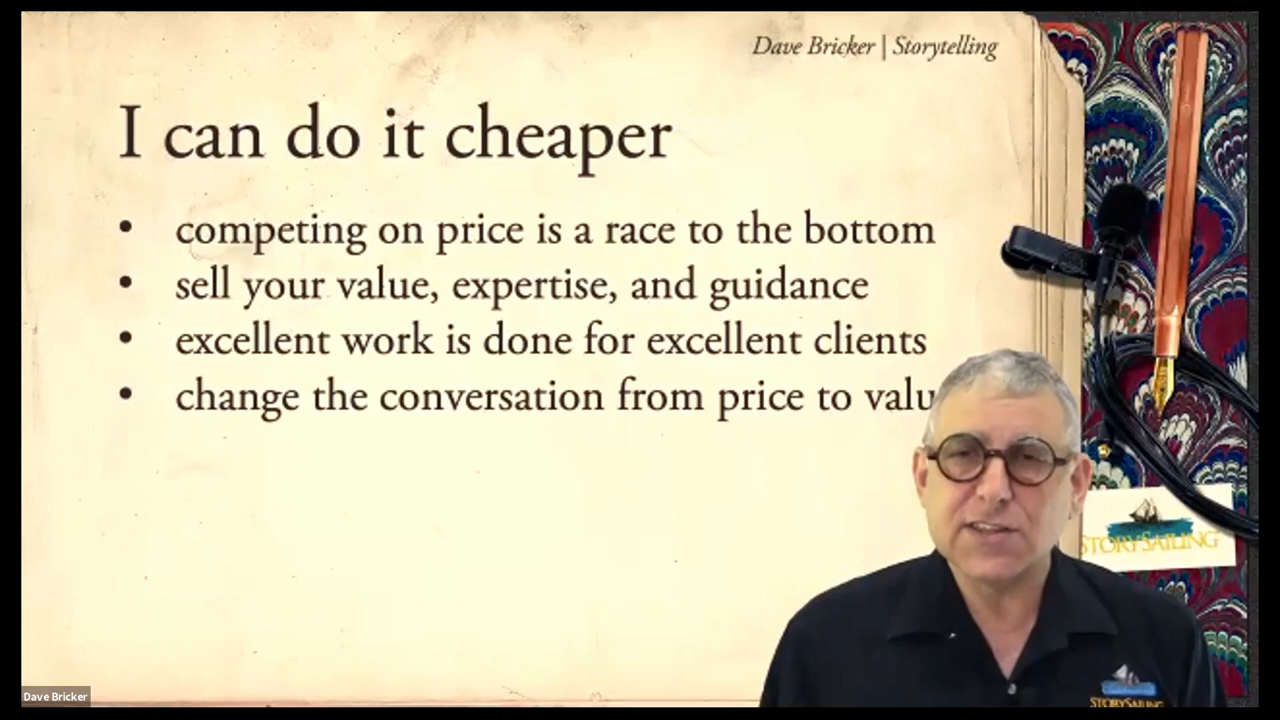 Dave Bricker | Storytelling
I can do it cheaper
• competing on price is a race to the bottom
• sell your value, expertise, and guidance
• excellent work is done for excellent clients
• change the conversation from price to valu
STORYSAILING
STORYSAILING
Dave Bricker